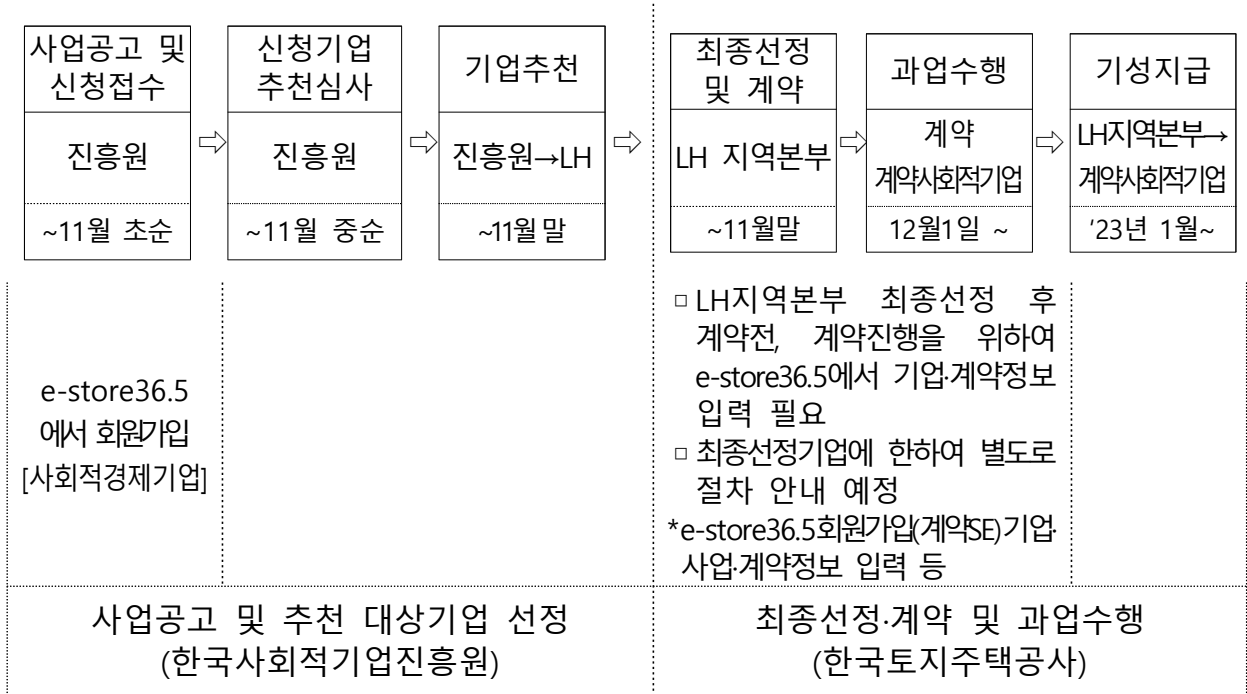 사업공고 및
신청접수
진흥원
~11월 초순
⇨
신청기업
추천심사
진흥원
~11월 중순
⇨
기업추천
진흥원→LH
~11월 말
⇨
최종선정
및 계약
LH 지역본부
~11월말
⇨
과업수행
계약
계약사회적기업
12월1일 ~
⇨
기성지급
LH지역본부→
계약사회적기업
’23년 1월~
e-store36.5
에서 회원가입
[사회적경제기업]
▫LH지역본부 최종선정 후
계약전, 계약진행을 위하여
e-store36.5에서 기업·계약정보
입력 필요
▫최종선정기업에 한하여 별도로
절차 안내 예정
*e-store36.5회원가입(계약SE)기업·
사업·계약정보 입력 등
사업공고 및 추천 대상기업 선정
(한국사회적기업진흥원)
최종선정·계약 및 과업수행
(한국토지주택공사)